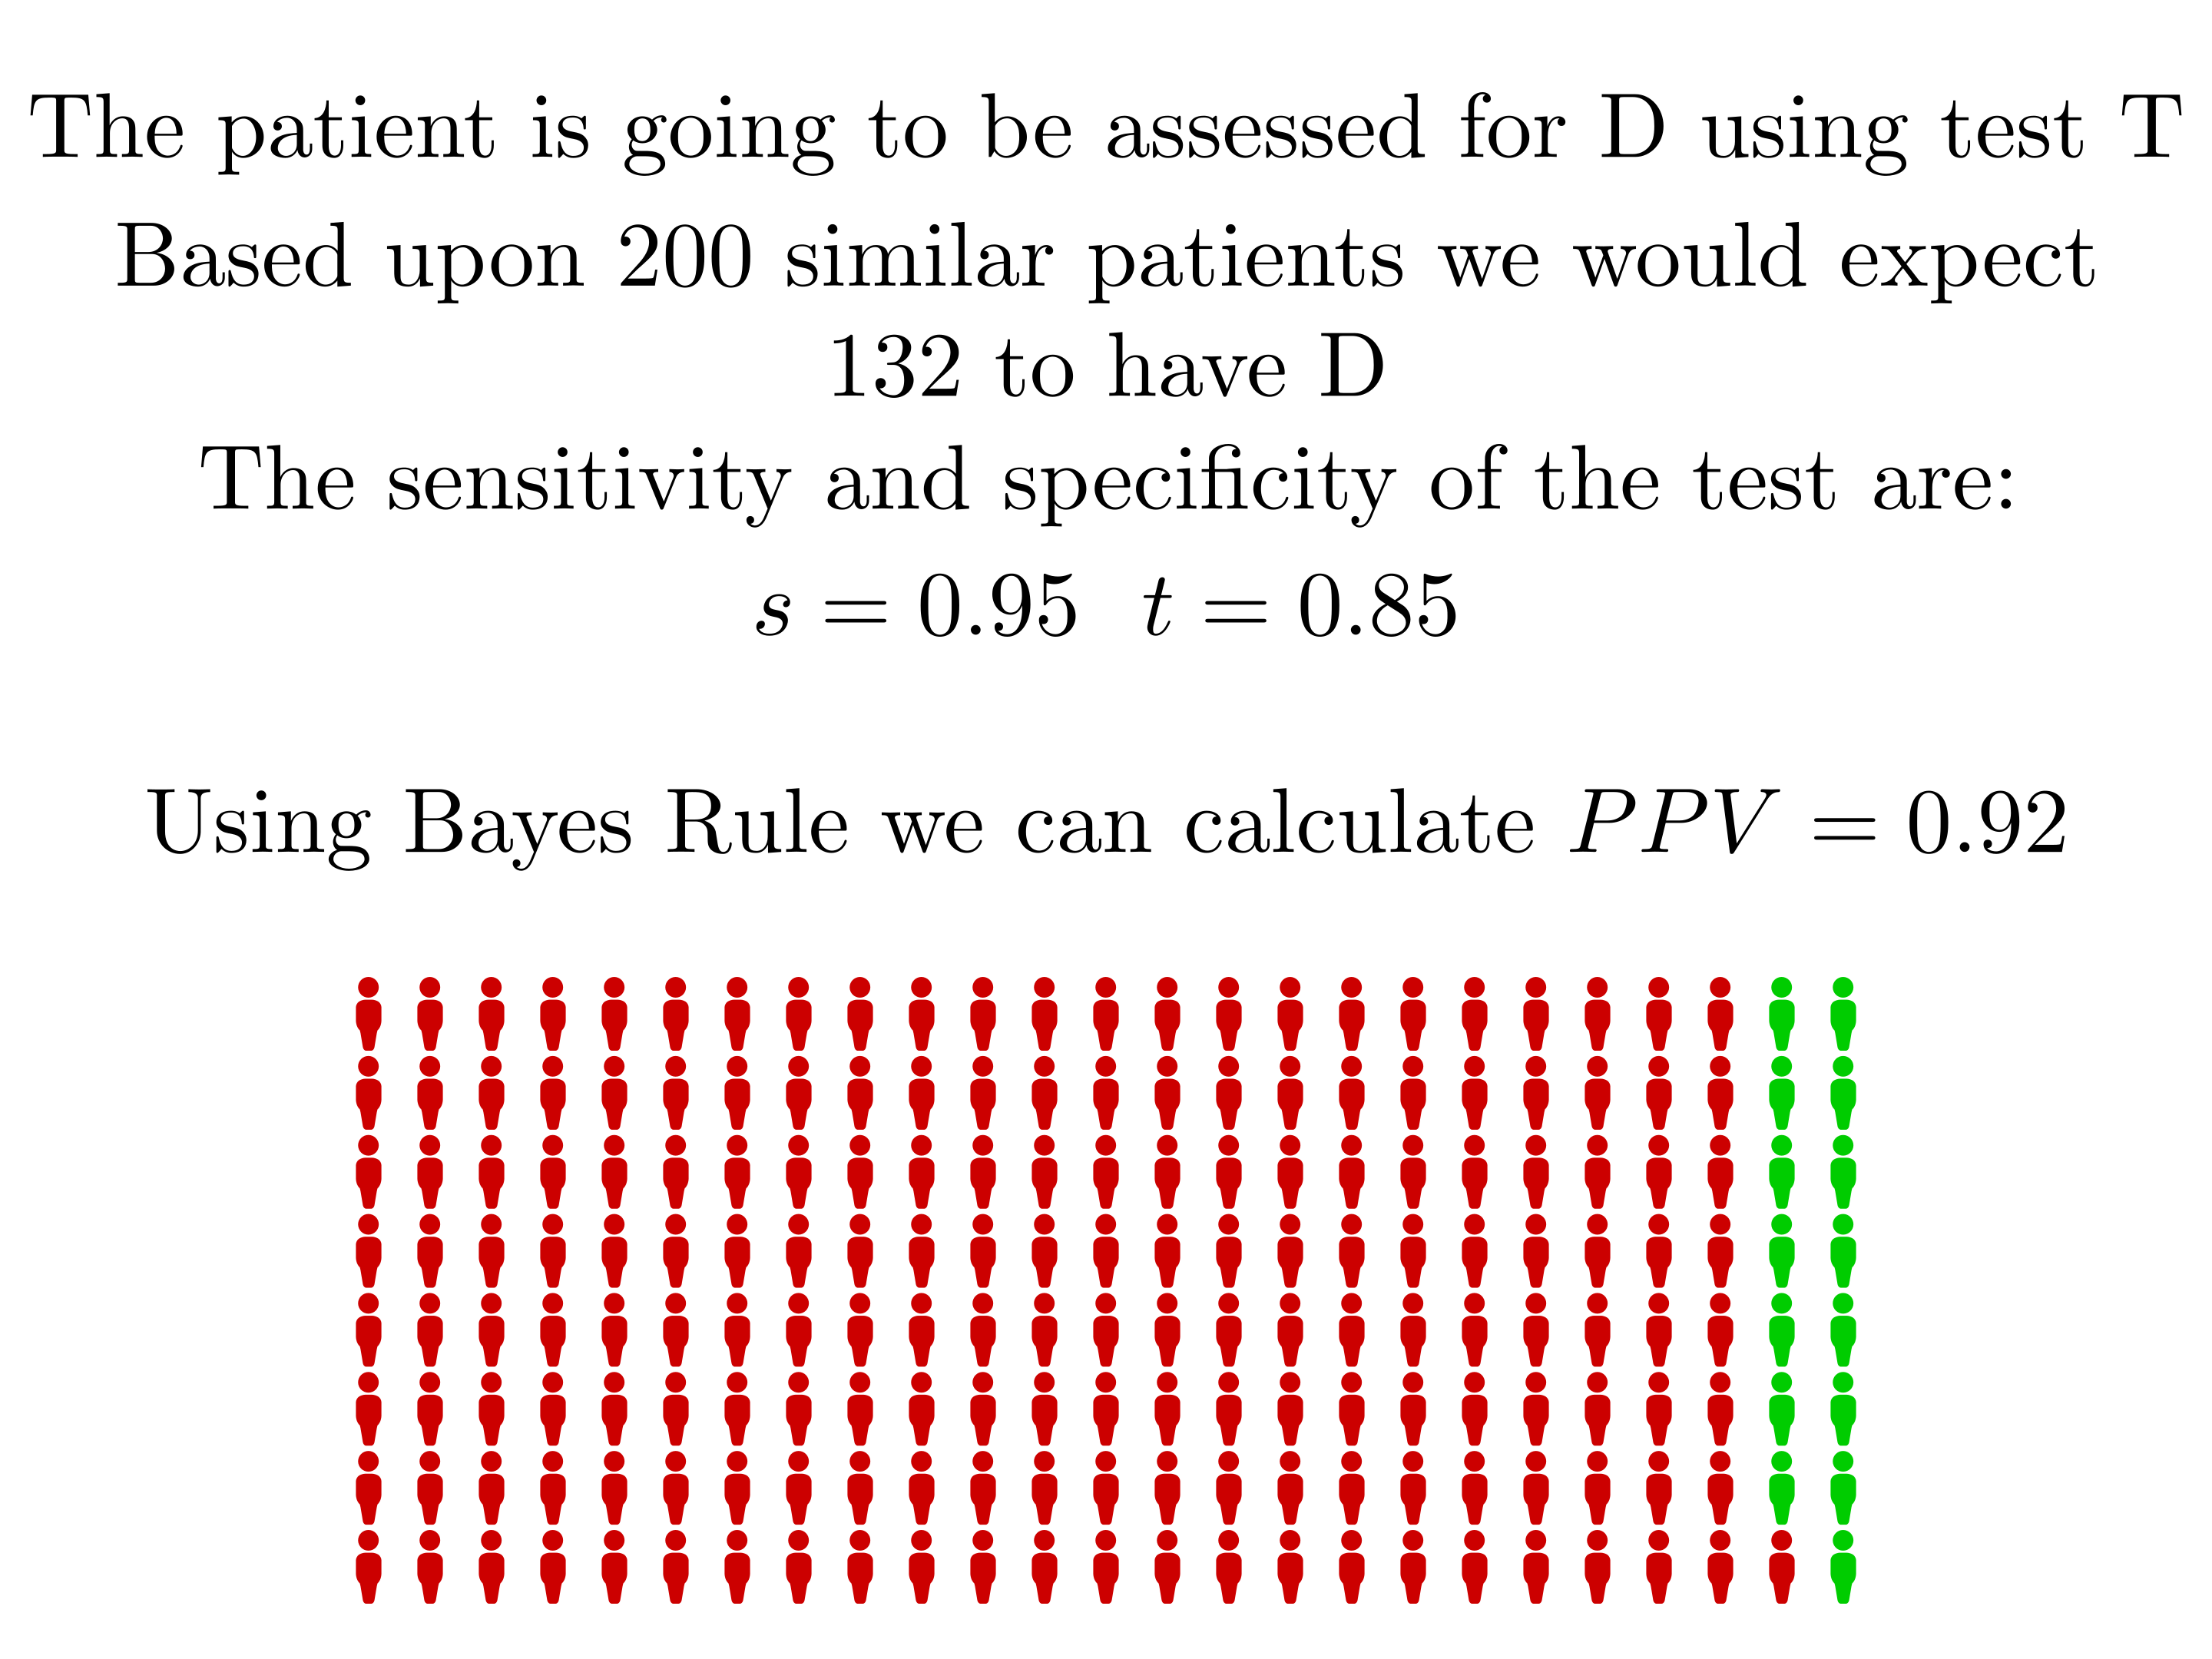 The patient is going to be asessed for D using test T
Based upon 200 similar patients we would expect
132 to have D
The sensitivity and specificity of the test are:
s = 0.95 t = 0.85
Using Bayes Rule we can calculate PPV = 0.92